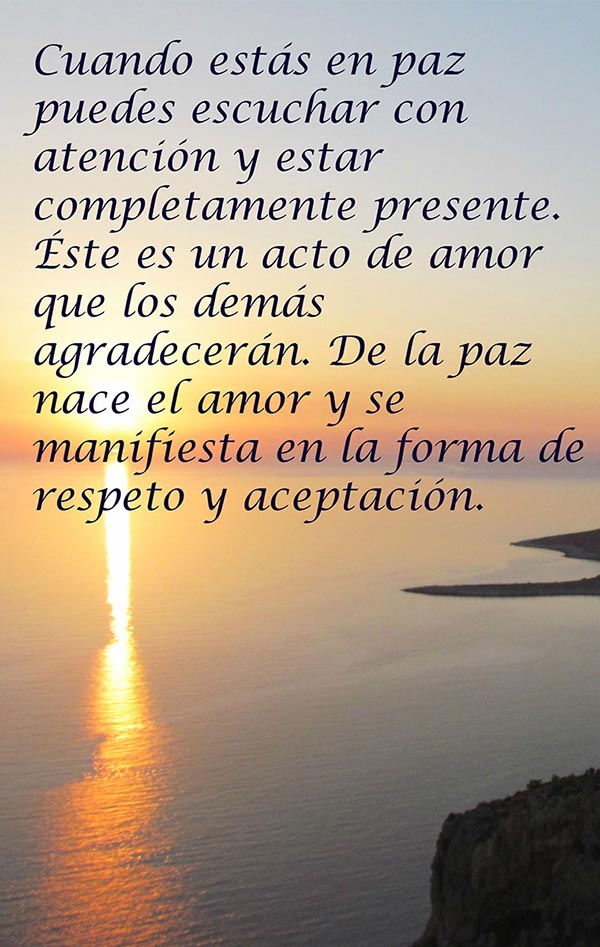 Cuando estás en paz
puedes escuchar con
atención y estar
completamente presente.
Éste es un acto de amor
que los demás
agradecerán. De la paz
nace el amor y se
manifiesta en la forma de
respeto y aceptación.